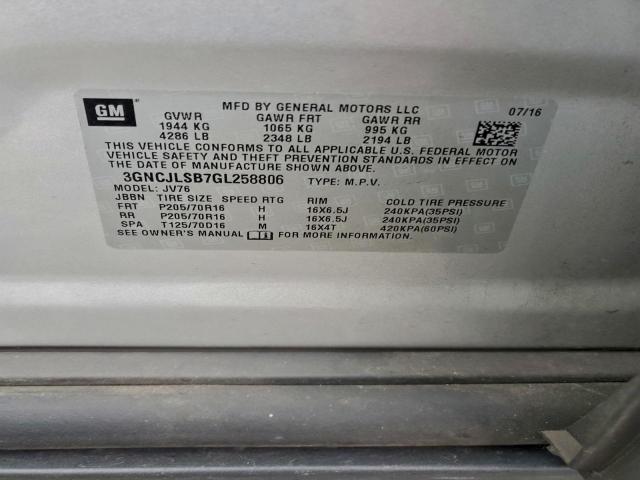 GM
MFD BY GENERAL MOTORS LLC 07/16
GVWR GAWR FRT GAWR RR
1944 KG 1065 KG 995 KG
4286 LB 2348 LB 2194 LB
THIS VEHICLE CONFORMS TO ALL APPLICABLE U.S. FEDERAL MOTOR
VEHICLE SAFETY AND THEFT PREVENTION STANDARDS IN EFFECT ON
THE DATE OF MANUFACTURE SHOWN ABOVE.
3GNCJLSB7GL258806 TYPE: M.P.V.
MODEL: JV76
JBBN TIRE SIZE SPEED RTG RIM COLD TIRE PRESSURE
FRT P205/70R16 H 16X6.5J 240KPA(35PSI)
RR P205/70R16 H 16X6.5J 240KPA(35PSI)
SPA T125/70D16 M 16X4T 420KPA(60PSI)
SEE OWNER'S MANUAL FOR MORE INFORMATION.